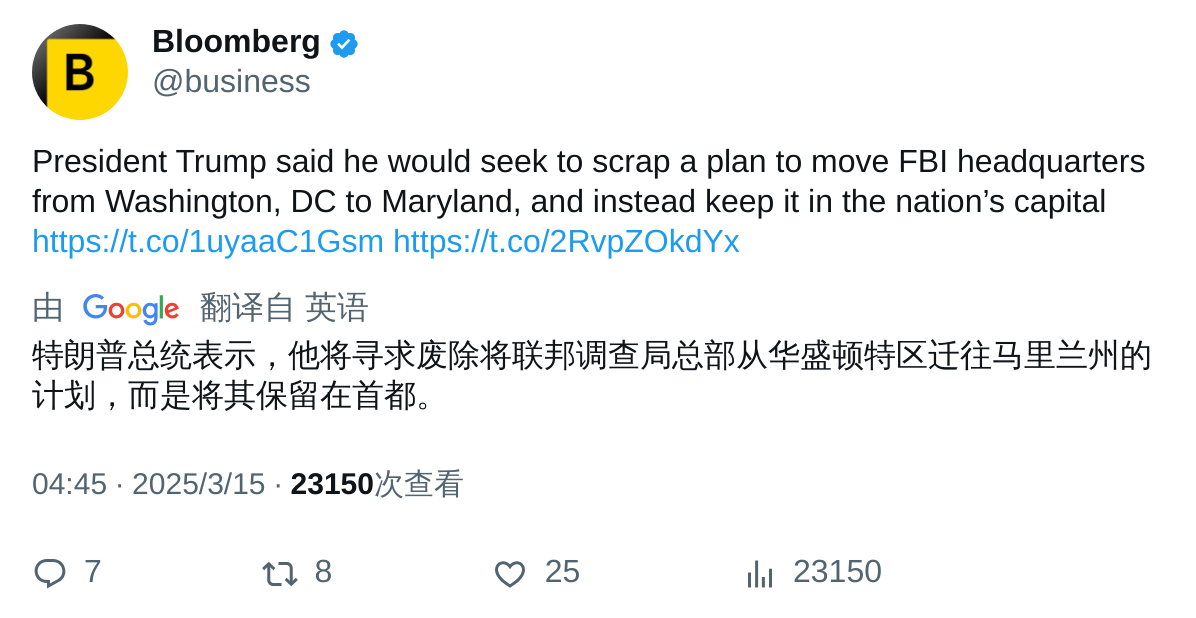 B
Bloomberg
@business
President Trump said he would seek to scrap a plan to move FBI headquarters
from Washington, DC to Maryland, and instead keep it in the nation’s capital
https://t.co/1uyaaC1Gsm https://t.co/2RvpZOkdYx
由 Google 翻译自 英语
特朗普总统表示，他将寻求废除将联邦调查局总部从华盛顿特区迁往马里兰州的
计划，而是将其保留在首都。
04:45 · 2025/3/15 · 23150次查看
7 8 25 23150